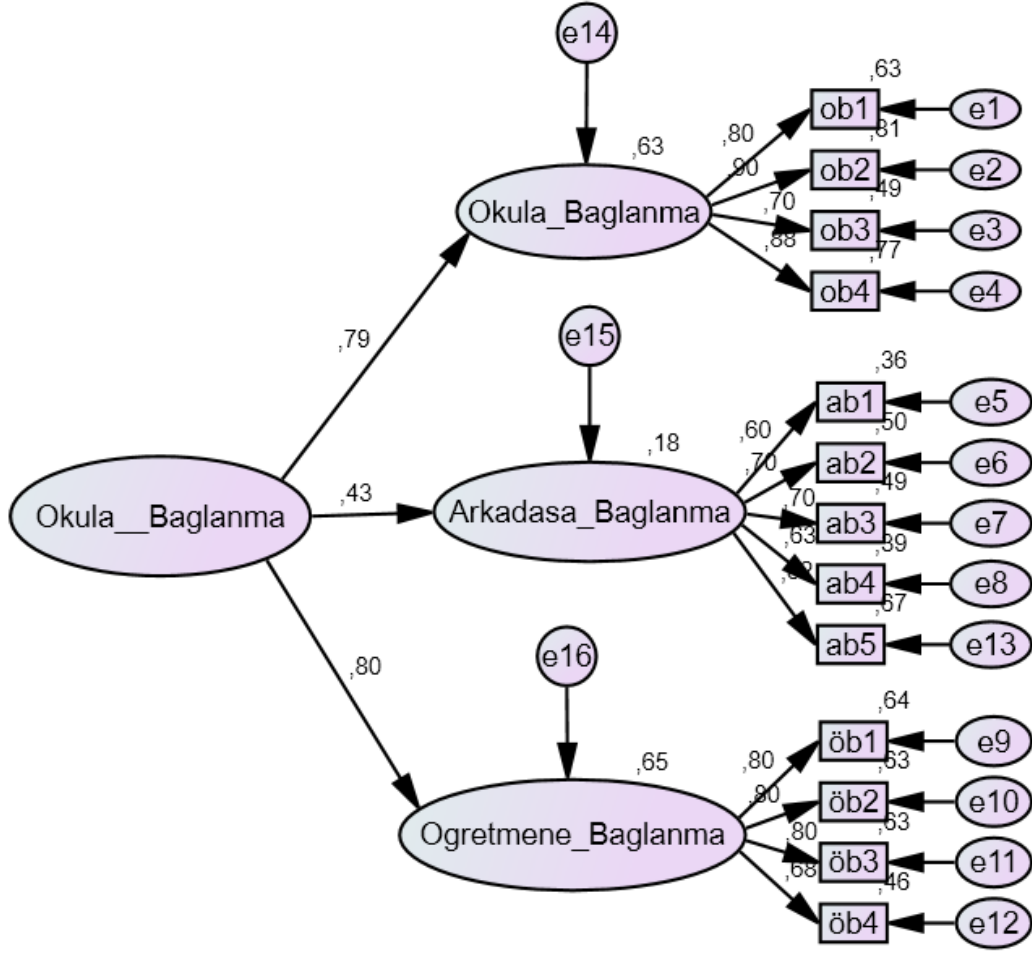 e14
,63
ob1
e1
,80
,81
,63
ob2
e2
,90
,49
Okula_Baglanma
,70
ob3
e3
,88
,77
ob4
e4
e15
,79
,36
ab1
e5
,60
,50
,18
ab2
e6
,70
,49
,43
Okula__Baglanma
Arkadasa_Baglanma
,70
ab3
e7
,63
,39
ab4
e8
,67
ab5
e13
e16
,80
,64
öb1
e9
,65
,80
,63
öb2
e10
,80
,63
Ogretmene_Baglanma
,80
öb3
e11
,68
,46
öb4
e12